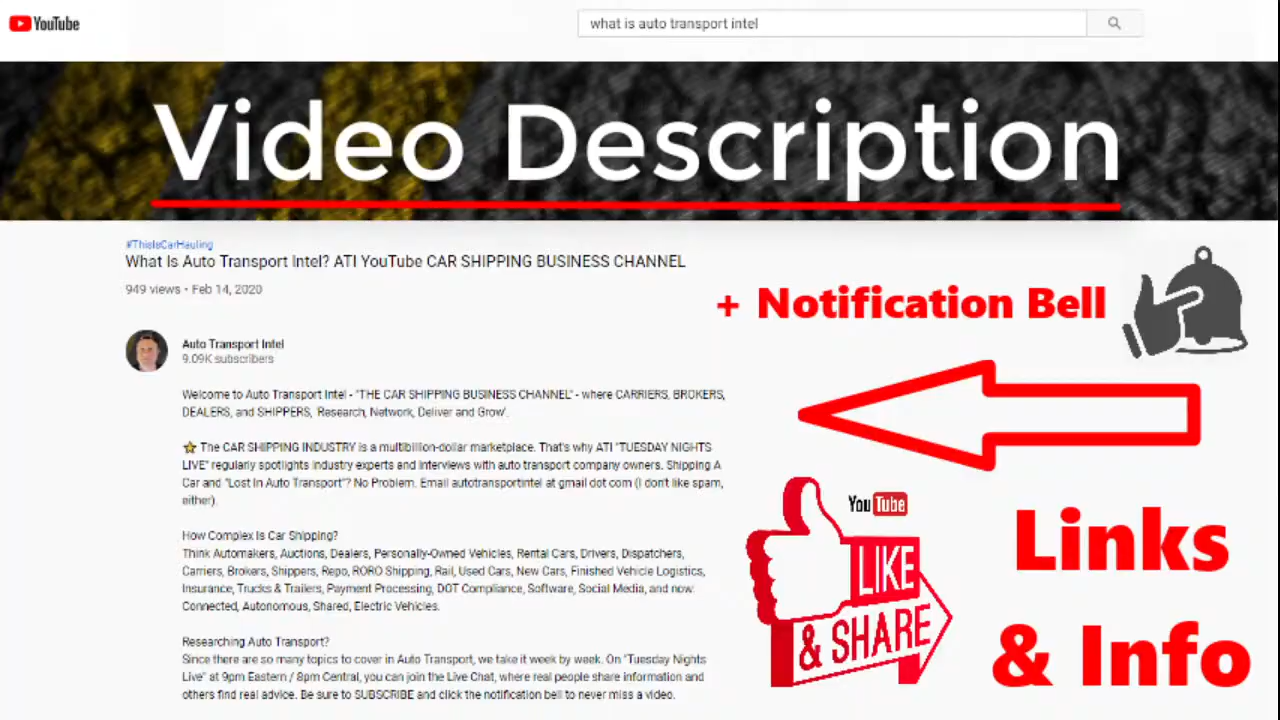 YouTube
what is auto transport intel
Video Description
#ThisIsCarHauling
What Is Auto Transport Intel? ATI YouTube CAR SHIPPING BUSINESS CHANNEL
949 views • Feb 14, 2020
+ Notification Bell
Auto Transport Intel
9.09K subscribers
Welcome to Auto Transport Intel - "THE CAR SHIPPING BUSINESS CHANNEL" - where CARRIERS, BROKERS,
DEALERS, and SHIPPERS, 'Research, Network, Deliver and Grow'.
⭐ The CAR SHIPPING INDUSTRY is a multibillion-dollar marketplace. That's why ATI "TUESDAY NIGHTS
LIVE" regularly spotlights industry experts and interviews with auto transport company owners. Shipping A
Car and "Lost In Auto Transport"? No Problem. Email autotransportintel at gmail dot com (I don't like spam,
either).
How Complex Is Car Shipping?
Think Automakers, Auctions, Dealers, Personally-Owned Vehicles, Rental Cars, Drivers, Dispatchers,
Carriers, Brokers, Shippers, Repo, RORO Shipping, Rail, Used Cars, New Cars, Finished Vehicle Logistics,
Insurance, Trucks & Trailers, Payment Processing, DOT Compliance, Software, Social Media, and now
Connected, Autonomous, Shared, Electric Vehicles.
Researching Auto Transport?
Since there are so many topics to cover in Auto Transport, we take it week by week. On "Tuesday Nights
Live" at 9pm Eastern / 8pm Central, you can join the Live Chat, where real people share information and
others find real advice. Be sure to SUBSCRIBE and click the notification bell to never miss a video.
YouTube
LIKE
& SHARE
Links
& Info